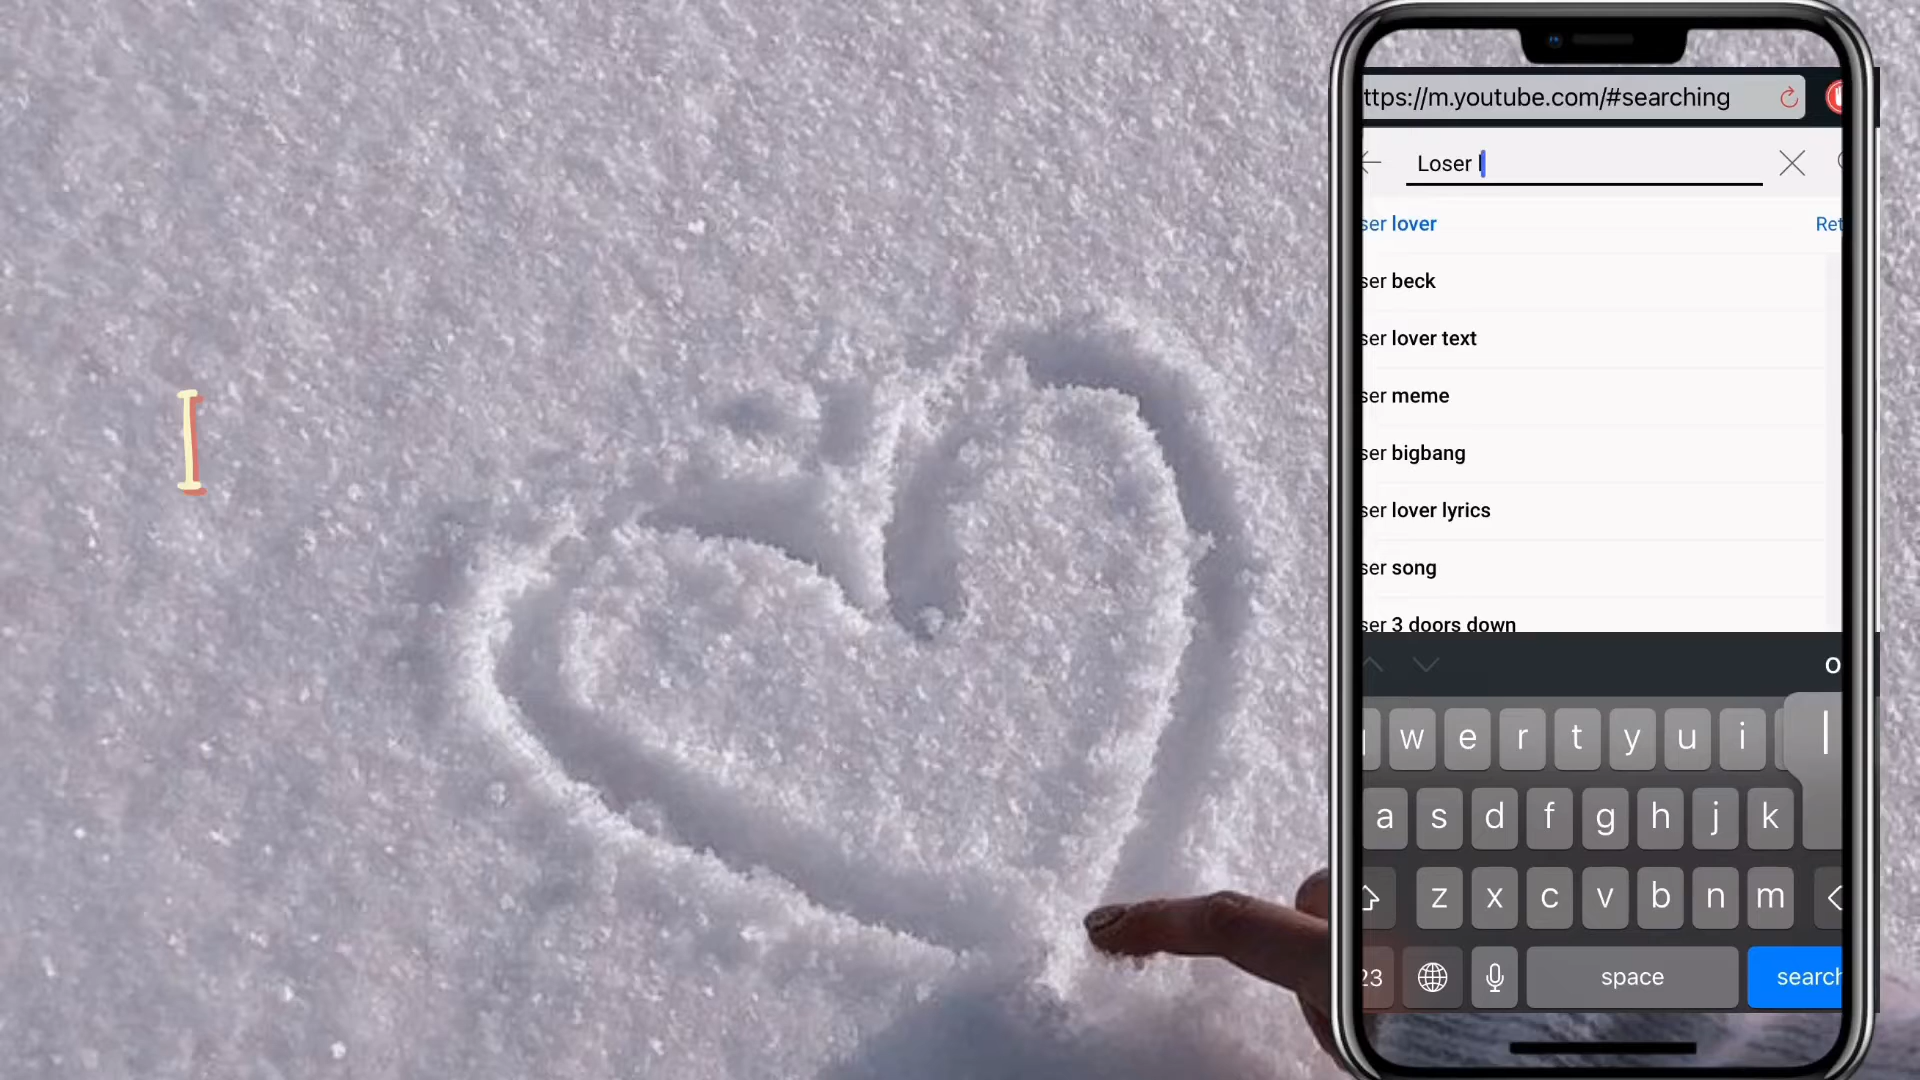 I
ttps://m.youtube.com/#searching
Loser l
ser lover
Ret
ser beck
ser lover text
ser meme
ser bigbang
ser lover lyrics
ser song
ser 3 doors down
w e r t y u i l
a s d f g h j k
z x c v b n m
23 space search